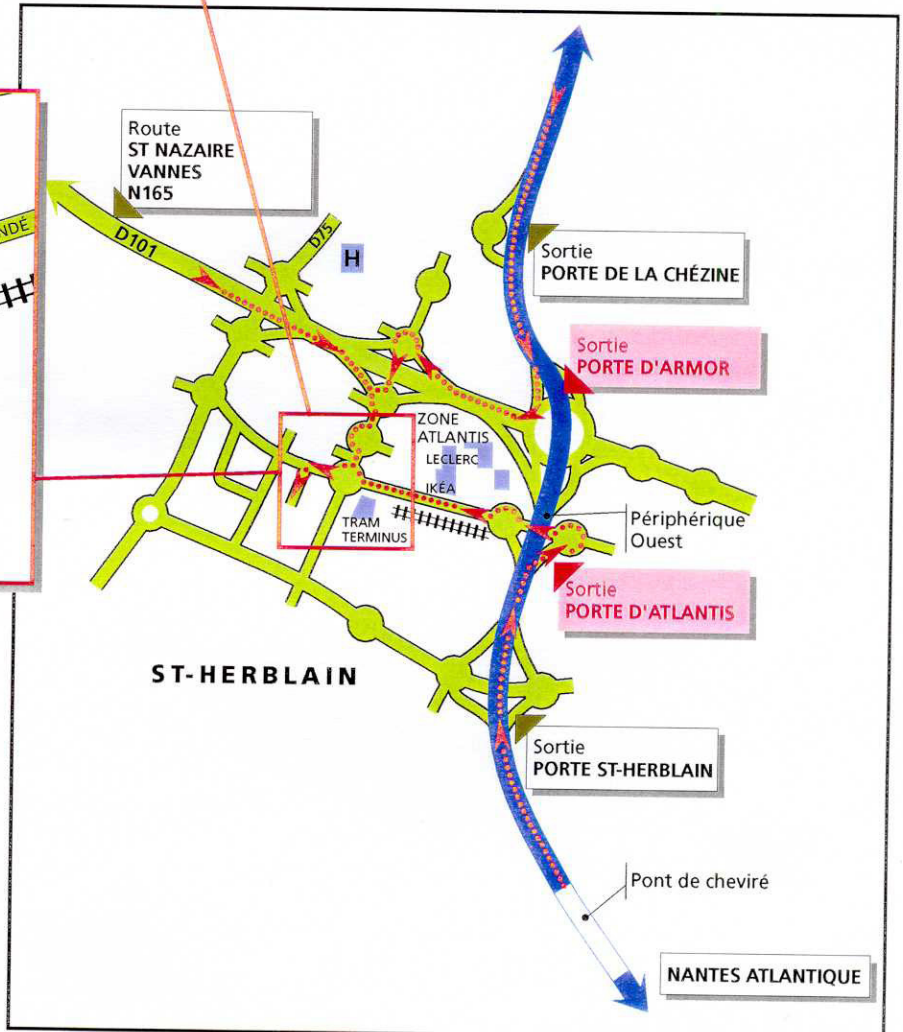 Route
ST NAZAIRE
VANNES
N165
NDÉ
D101
D75
H
Sortie
PORTE DE LA CHÉZINE
Sortie
PORTE D'ARMOR
ZONE
ATLANTIS
LECLERC
IKÉA
TRAM
TERMINUS
Périphérique
Ouest
Sortie
PORTE D'ATLANTIS
ST-HERBLAIN
Sortie
PORTE ST-HERBLAIN
Pont de cheviré
NANTES ATLANTIQUE